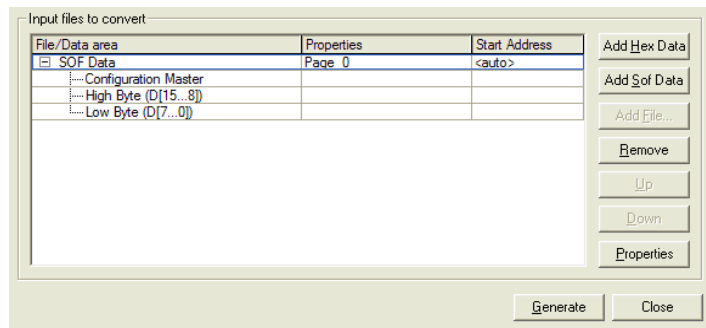 Input files to convert
File/Data area Properties Start Address
SOF Data Page_0 <auto>
Configuration Master
High Byte (D[15...8])
Low Byte (D[7...0])
Add Hex Data
Add Sof Data
Add File...
Remove
Up
Down
Properties
Generate Close